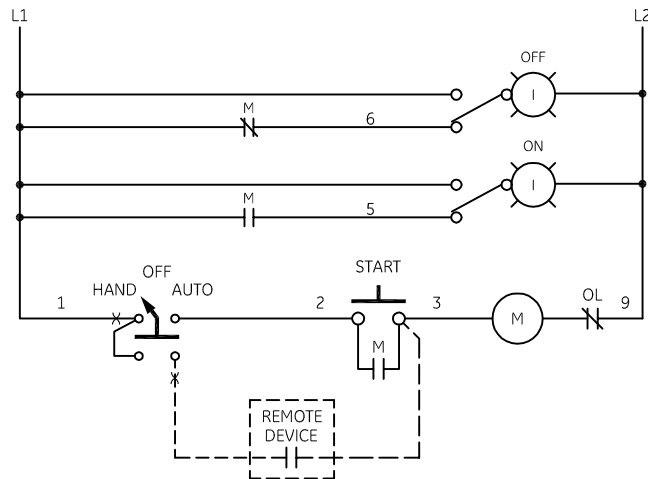 L1 L2
OFF
M 6 I
ON
M 5 I
OFF START
HAND AUTO
1 2 3 M OL 9
M
REMOTE
DEVICE